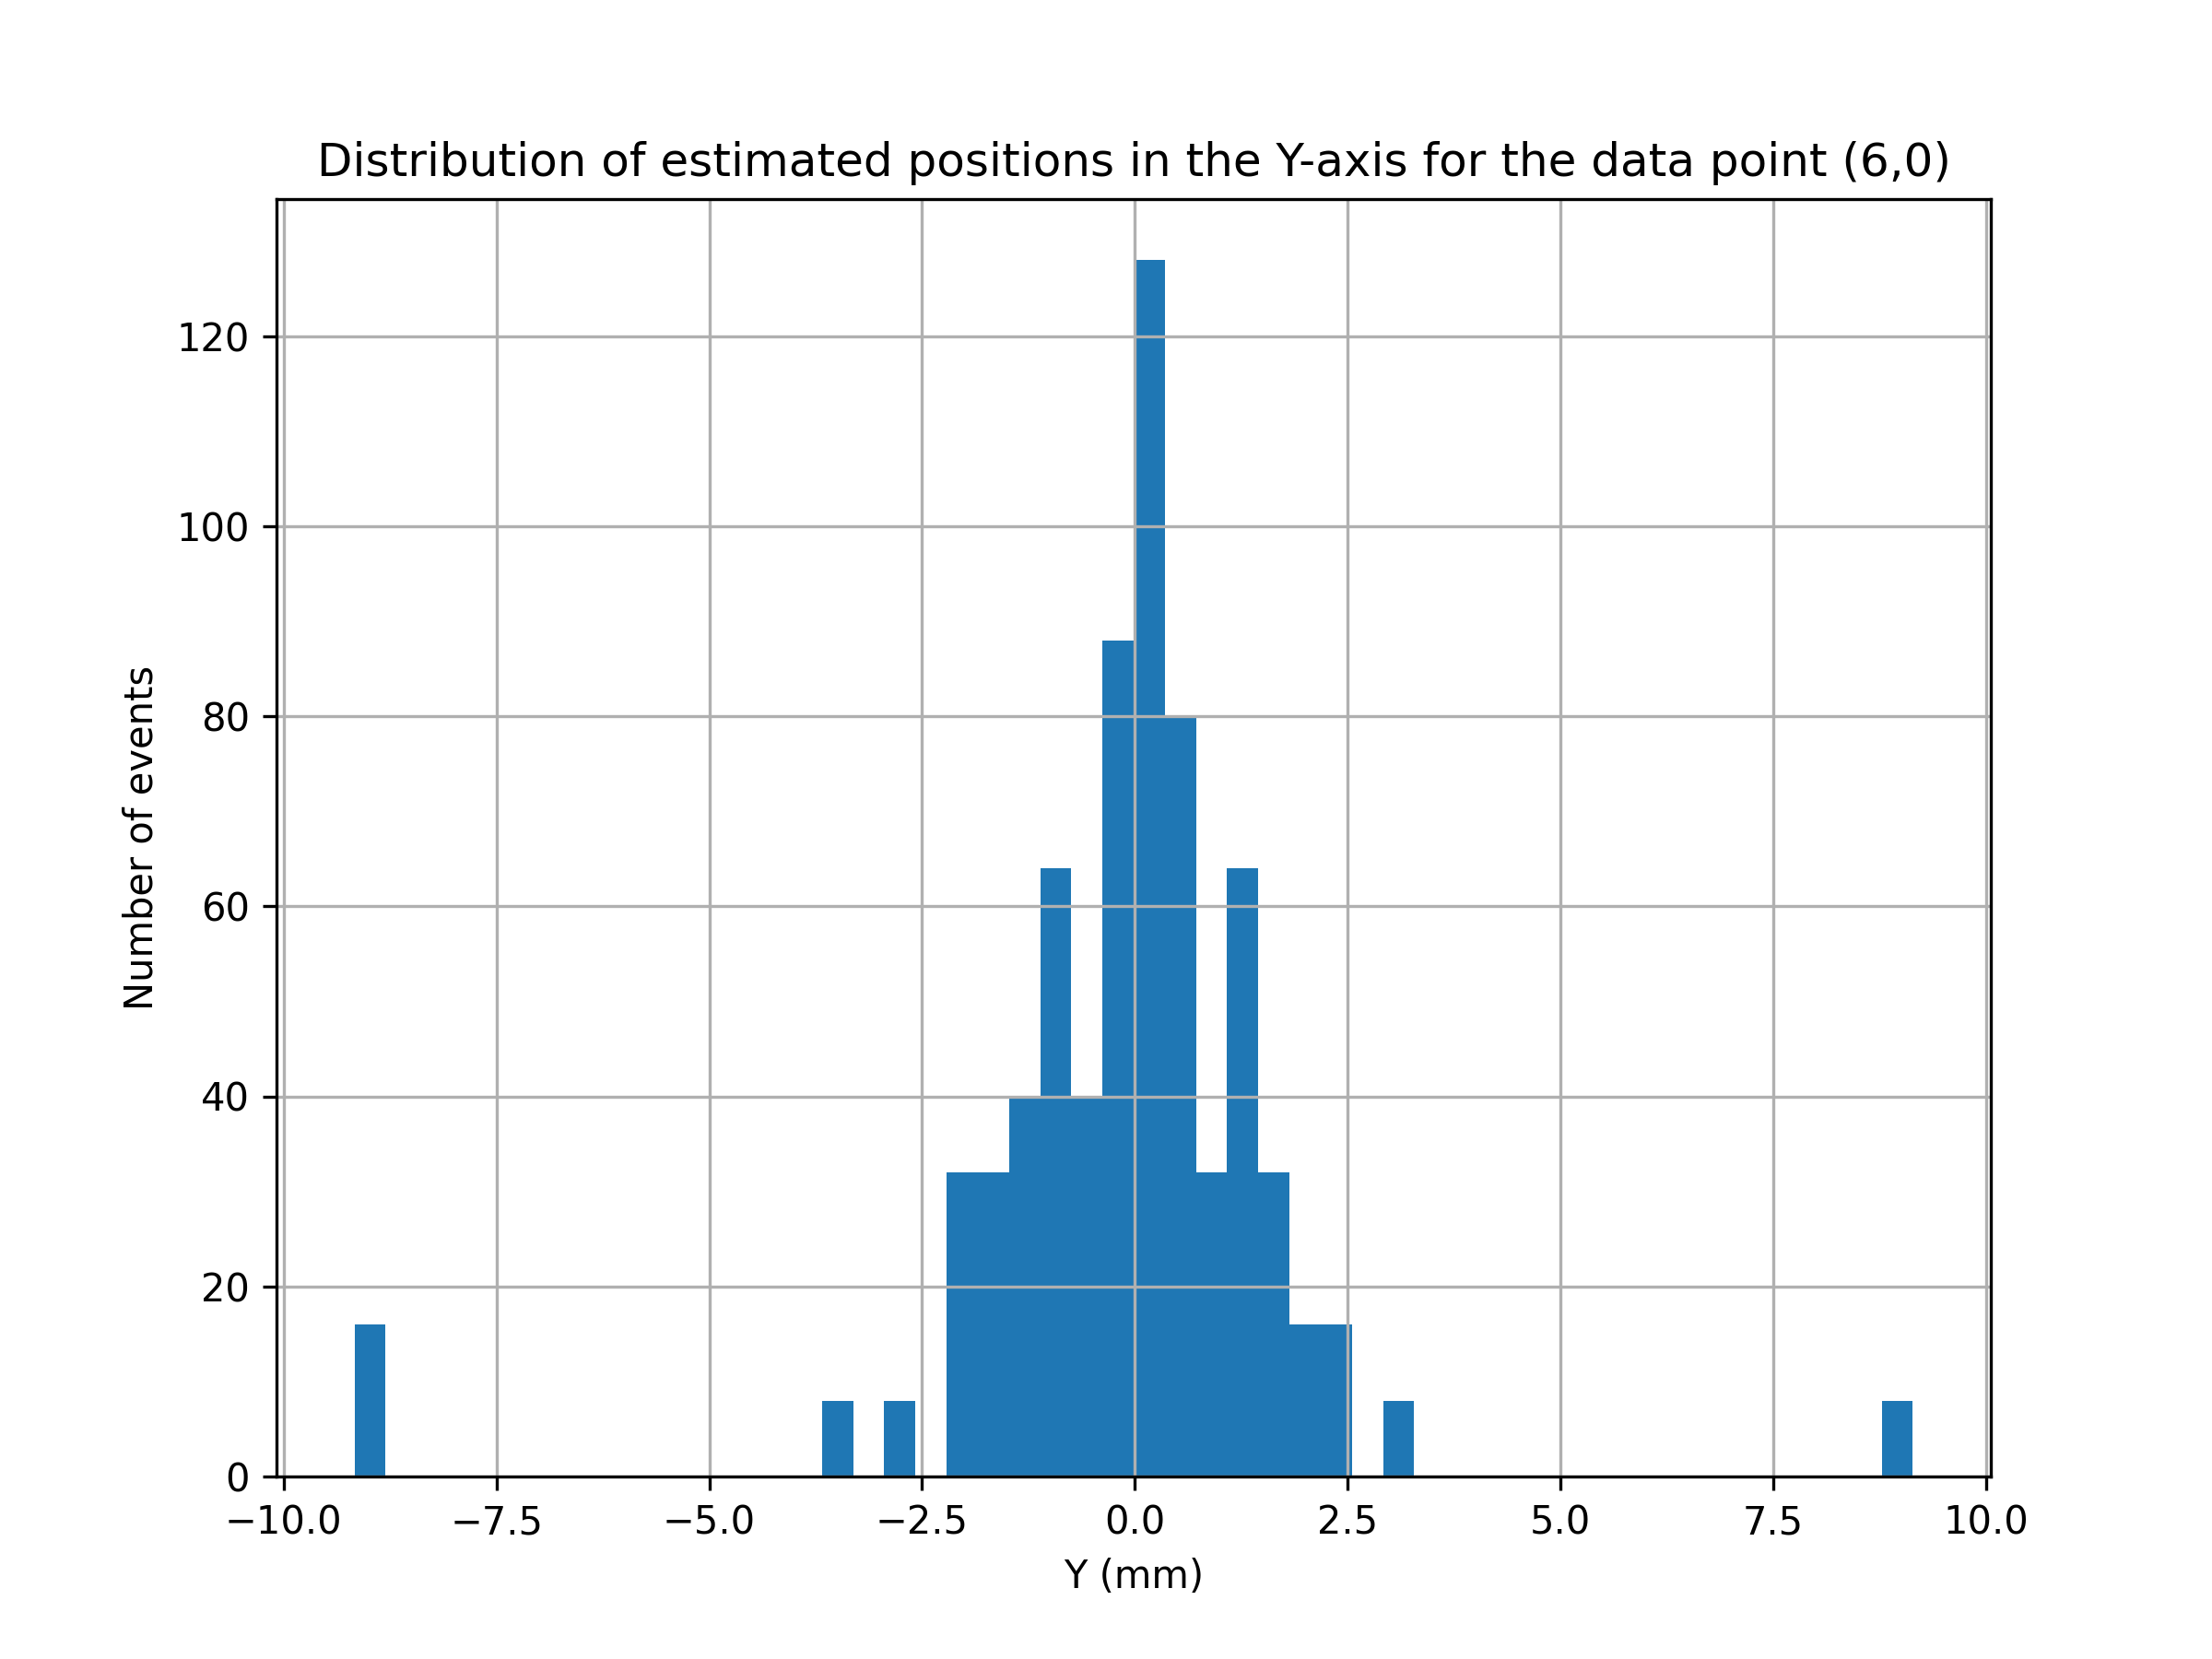 Distribution of estimated positions in the Y-axis for the data point (6,0)
120
100
80
60
40
20
0
Number of events
−10.0 −7.5 −5.0 −2.5 0.0 2.5 5.0 7.5 10.0
Y (mm)